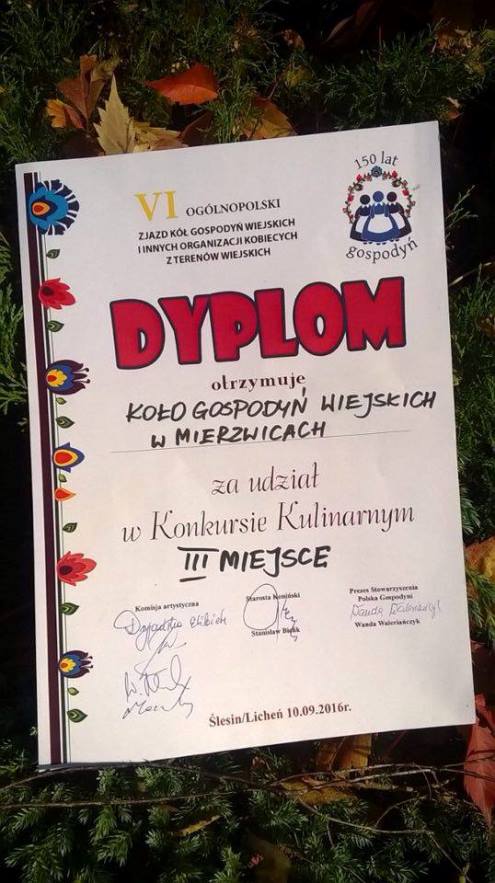 150 lat
gospodyń
VI OGÓLNOPOLSKI
ZJAZD KÓŁ GOSPODYŃ WIEJSKICH
I INNYCH ORGANIZACJI KOBIECYCH
Z TERENÓW WIEJSKICH
DYPLOM
otrzymuje
KOŁO GOSPODYŃ WIEJSKICH
W MIERZWICACH
za udział
w Konkursie Kulinarnym
III MIEJSCE
Komisja artystyczna
Starosta Koniński
Stanisław Bielik
Prezes Stowarzyszenia
Polska Gospodyni
Wanda Waleriańczyk
Ślesin/Licheń 10.09.2016r.